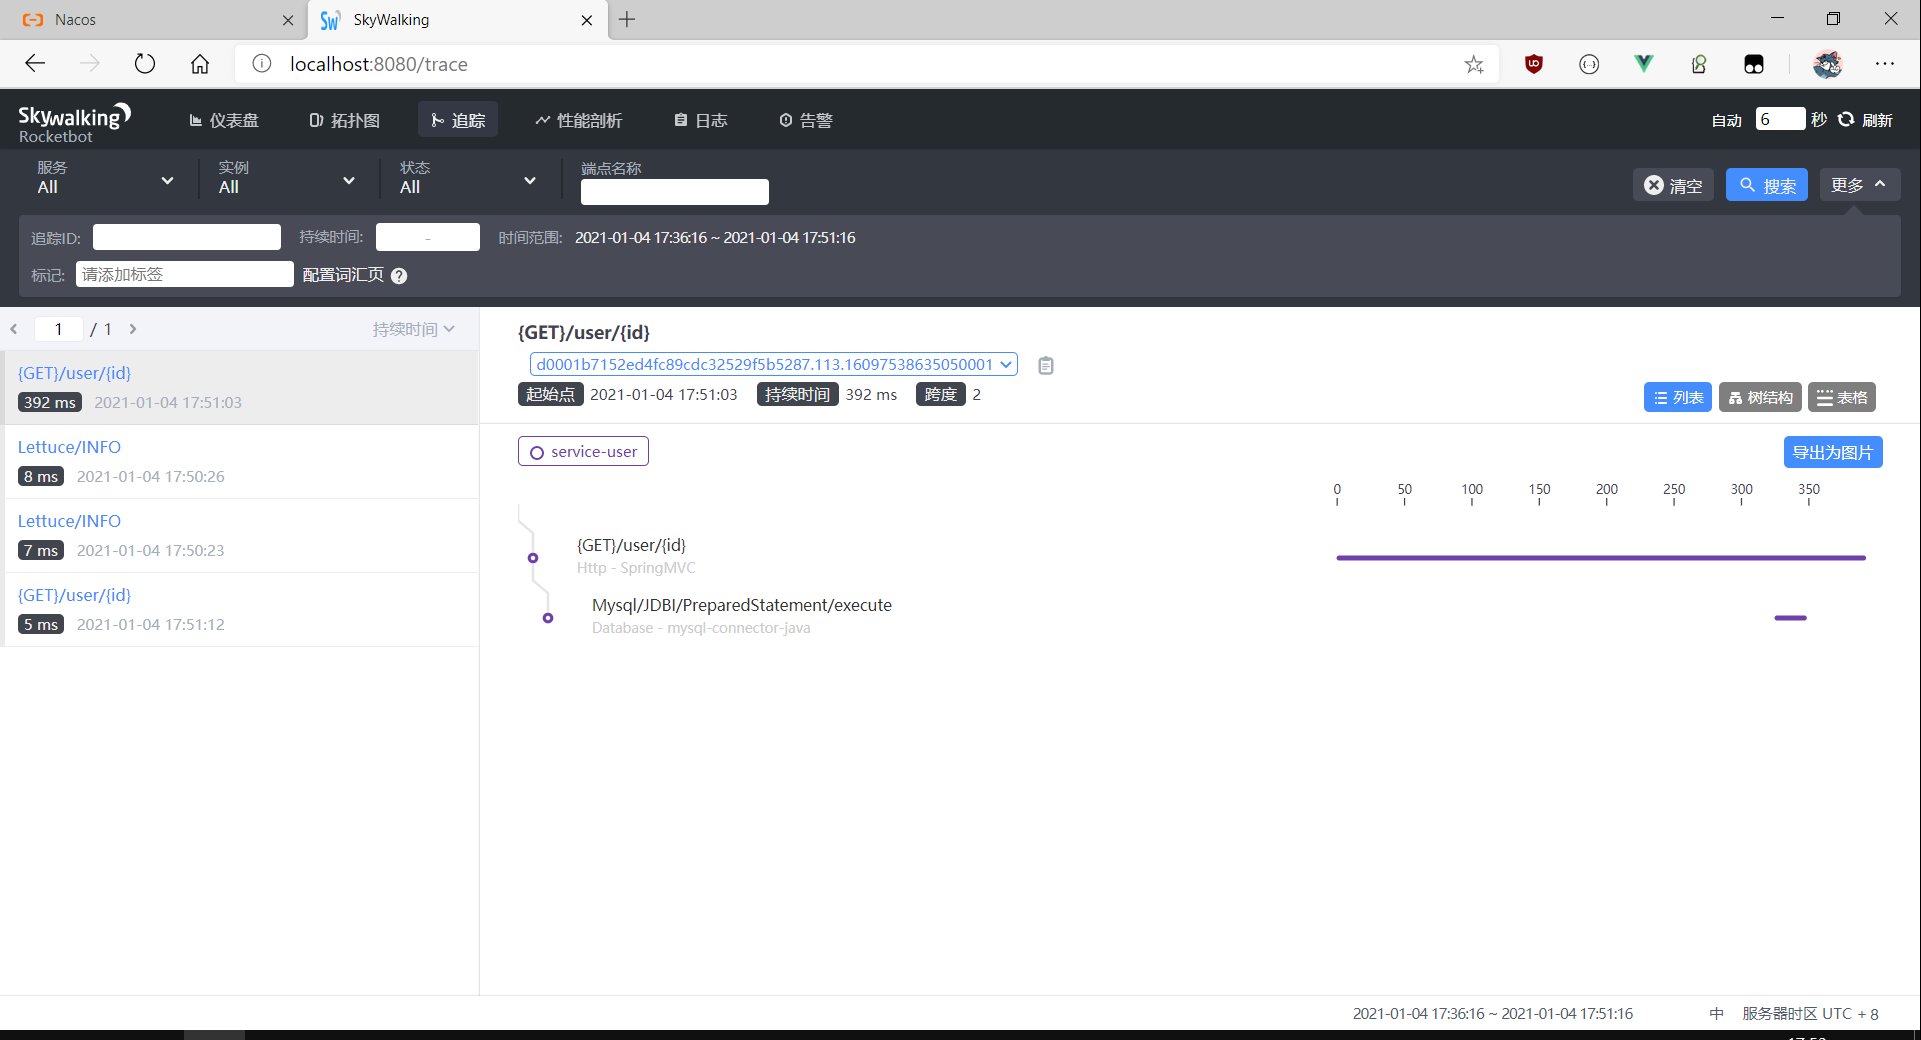 Nacos
SkyWalking
localhost:8080/trace
Skywalking
Rocketbot
仪表盘
拓扑图
追踪
性能剖析
日志
告警
自动 6 秒 刷新
服务
All
实例
All
状态
All
端点名称
清空
搜索
更多
追踪ID:
持续时间: -
时间范围: 2021-01-04 17:36:16 ~ 2021-01-04 17:51:16
标记: 请添加标签 配置词汇页 ?
1 / 1
持续时间
{GET}/user/{id}
392 ms 2021-01-04 17:51:03
Lettuce/INFO
8 ms 2021-01-04 17:50:26
Lettuce/INFO
7 ms 2021-01-04 17:50:23
{GET}/user/{id}
5 ms 2021-01-04 17:51:12
{GET}/user/{id}
d0001b7152ed4fc89cdc32529f5b5287.113.16097538635050001
起始点 2021-01-04 17:51:03 持续时间 392 ms 跨度 2
列表
树结构
表格
service-user
导出为图片
0 50 100 150 200 250 300 350
{GET}/user/{id}
Http - SpringMVC
Mysql/JDBI/PreparedStatement/execute
Database - mysql-connector-java
2021-01-04 17:36:16 ~ 2021-01-04 17:51:16 中 服务器时区 UTC + 8